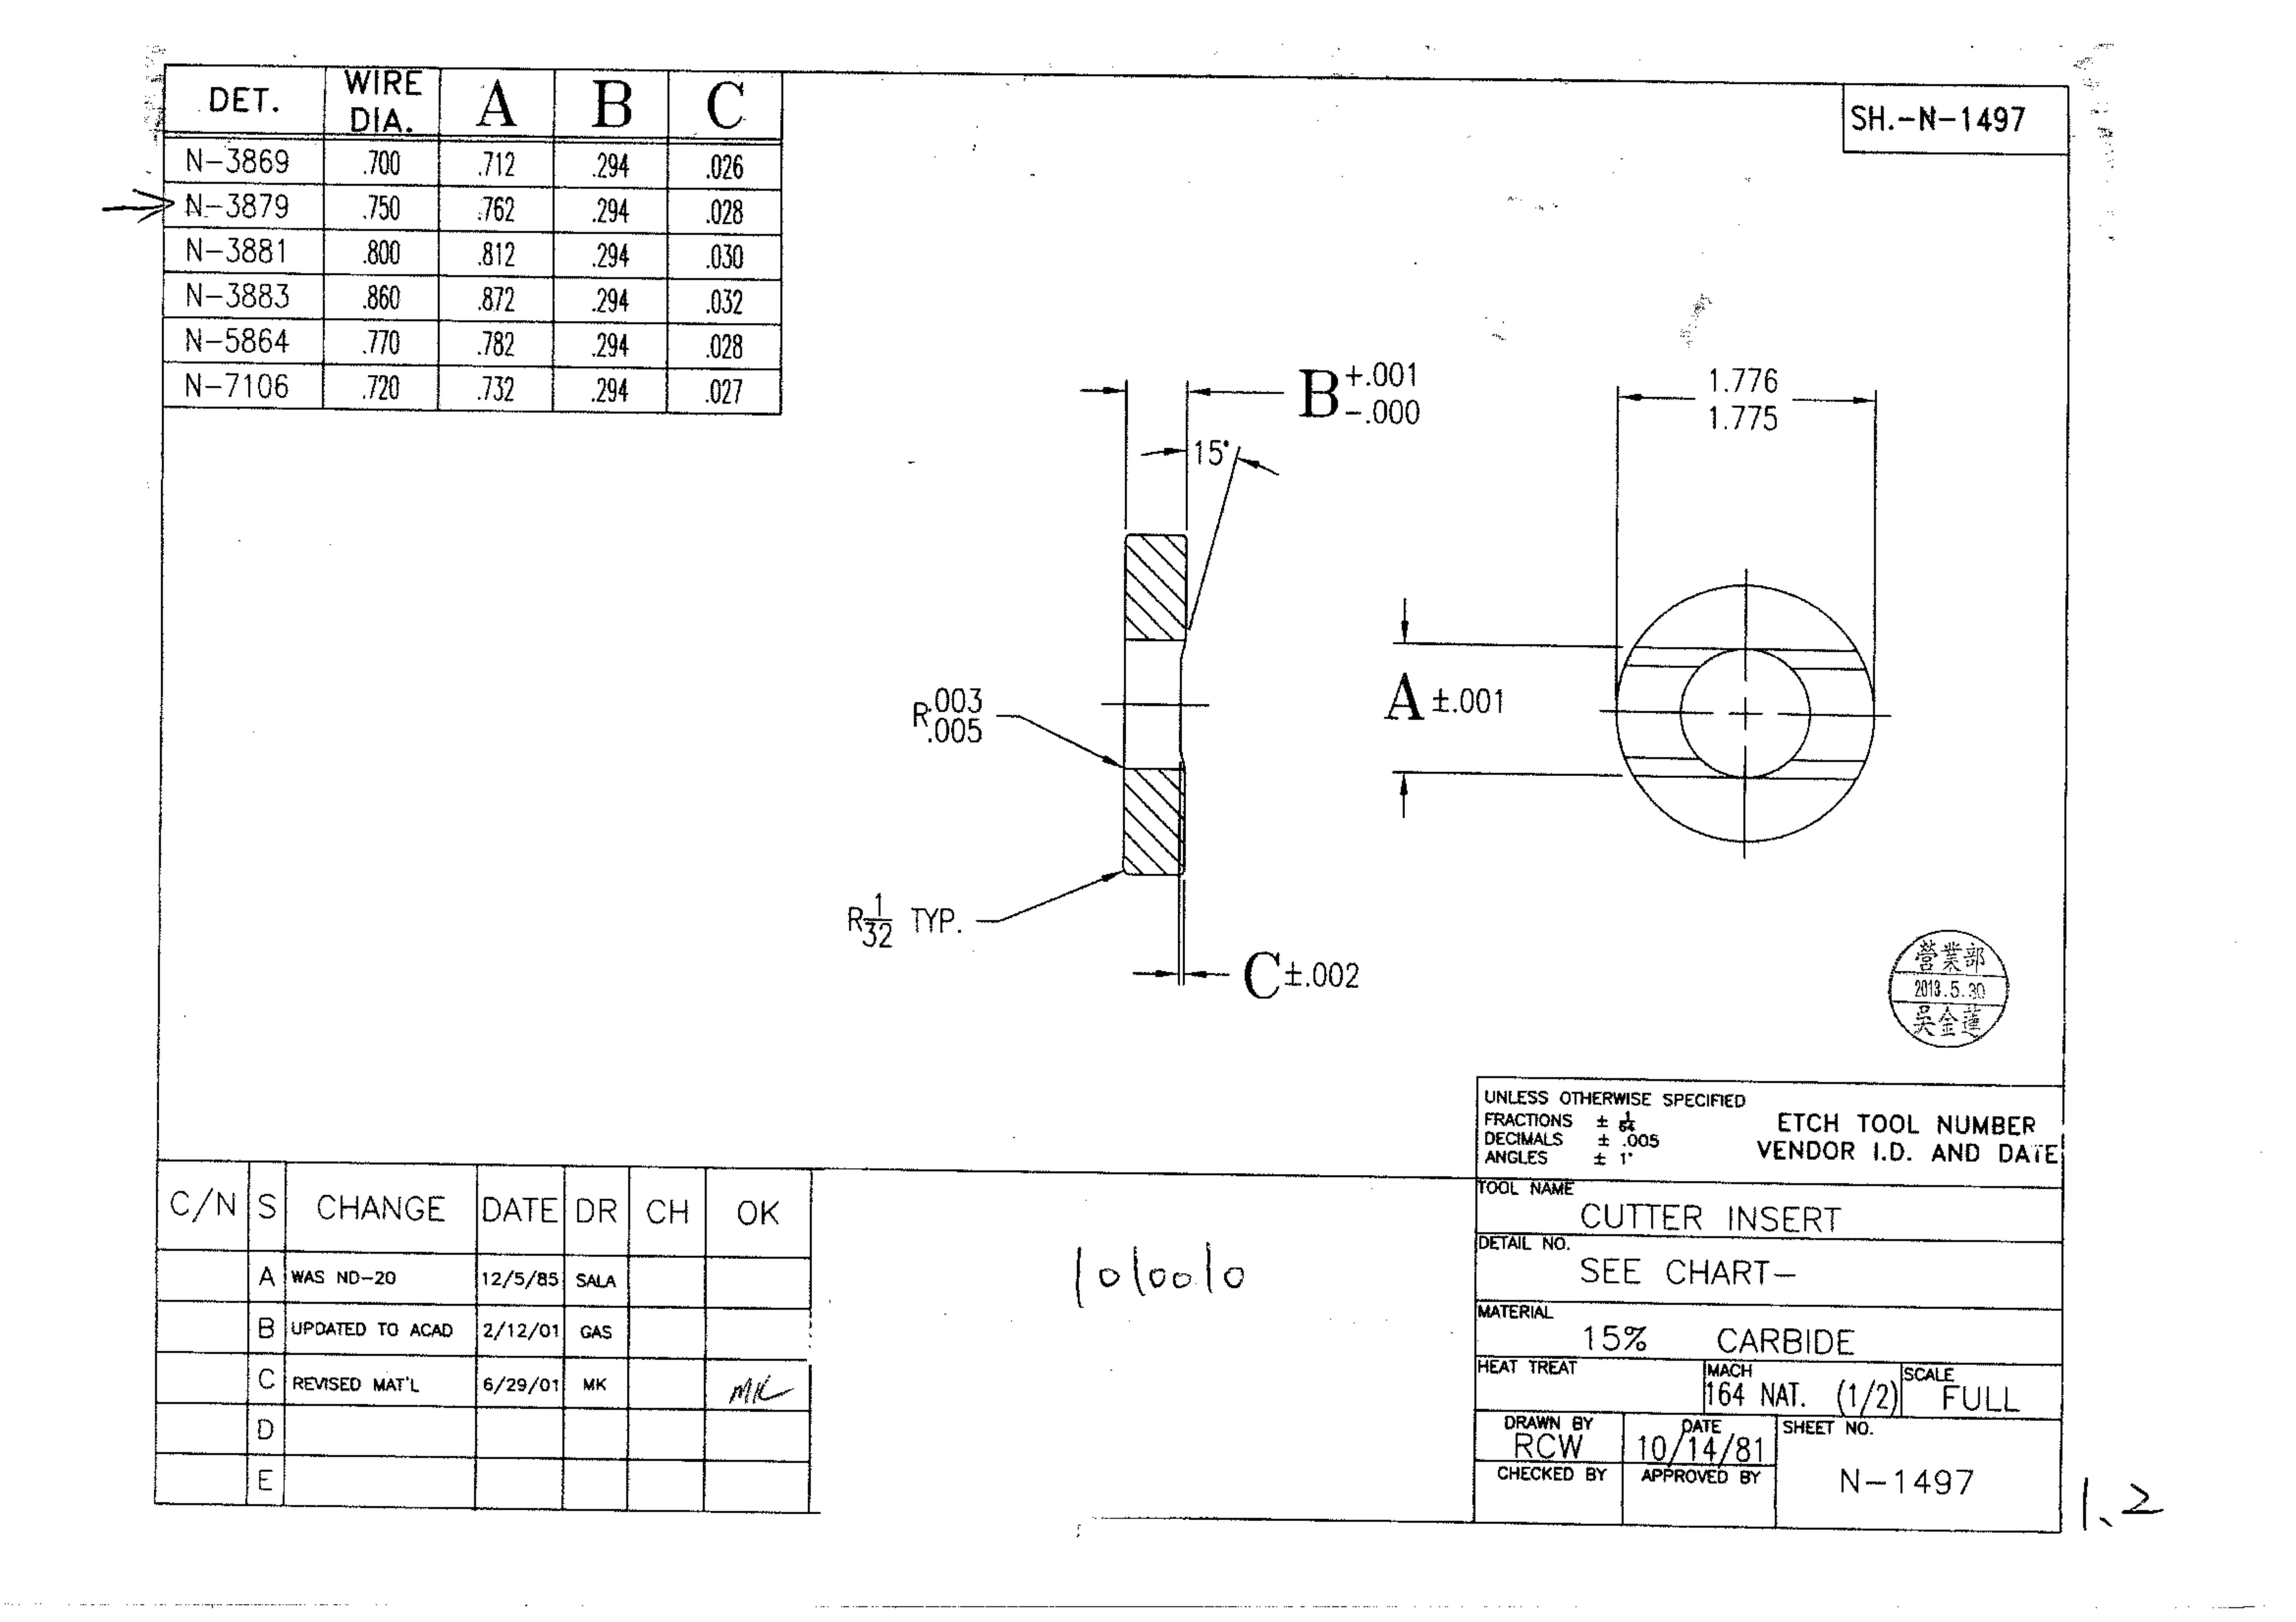 DET. WIRE DIA. A B C
N-3869 .700 .712 .294 .026
N-3879 .750 .762 .294 .028
N-3881 .800 .812 .294 .030
N-3883 .860 .872 .294 .032
N-5864 .770 .782 .294 .028
N-7106 .720 .732 .294 .027
SH.-N-1497
B +.001
-.000
15°
1.776
1.775
A ±.001
R .003
.005
R 1/32 TYP.
C ±.002
營業部
2013.5.30
吳金蓮
UNLESS OTHERWISE SPECIFIED
FRACTIONS ± 1/64
DECIMALS ± .005
ANGLES ± 1°
ETCH TOOL NUMBER
VENDOR I.D. AND DATE
TOOL NAME
CUTTER INSERT
DETAIL NO.
SEE CHART-
MATERIAL
15% CARBIDE
HEAT TREAT
MACH
164 NAT. (1/2)
SCALE
FULL
DRAWN BY
RCW
DATE
10/14/81
SHEET NO.
N-1497
CHECKED BY
APPROVED BY
C/N S CHANGE DATE DR CH OK
A WAS ND-20 12/5/85 SALA
B UPDATED TO ACAD 2/12/01 GAS
C REVISED MAT'L 6/29/01 MK MK
D
E
1010010
1.2